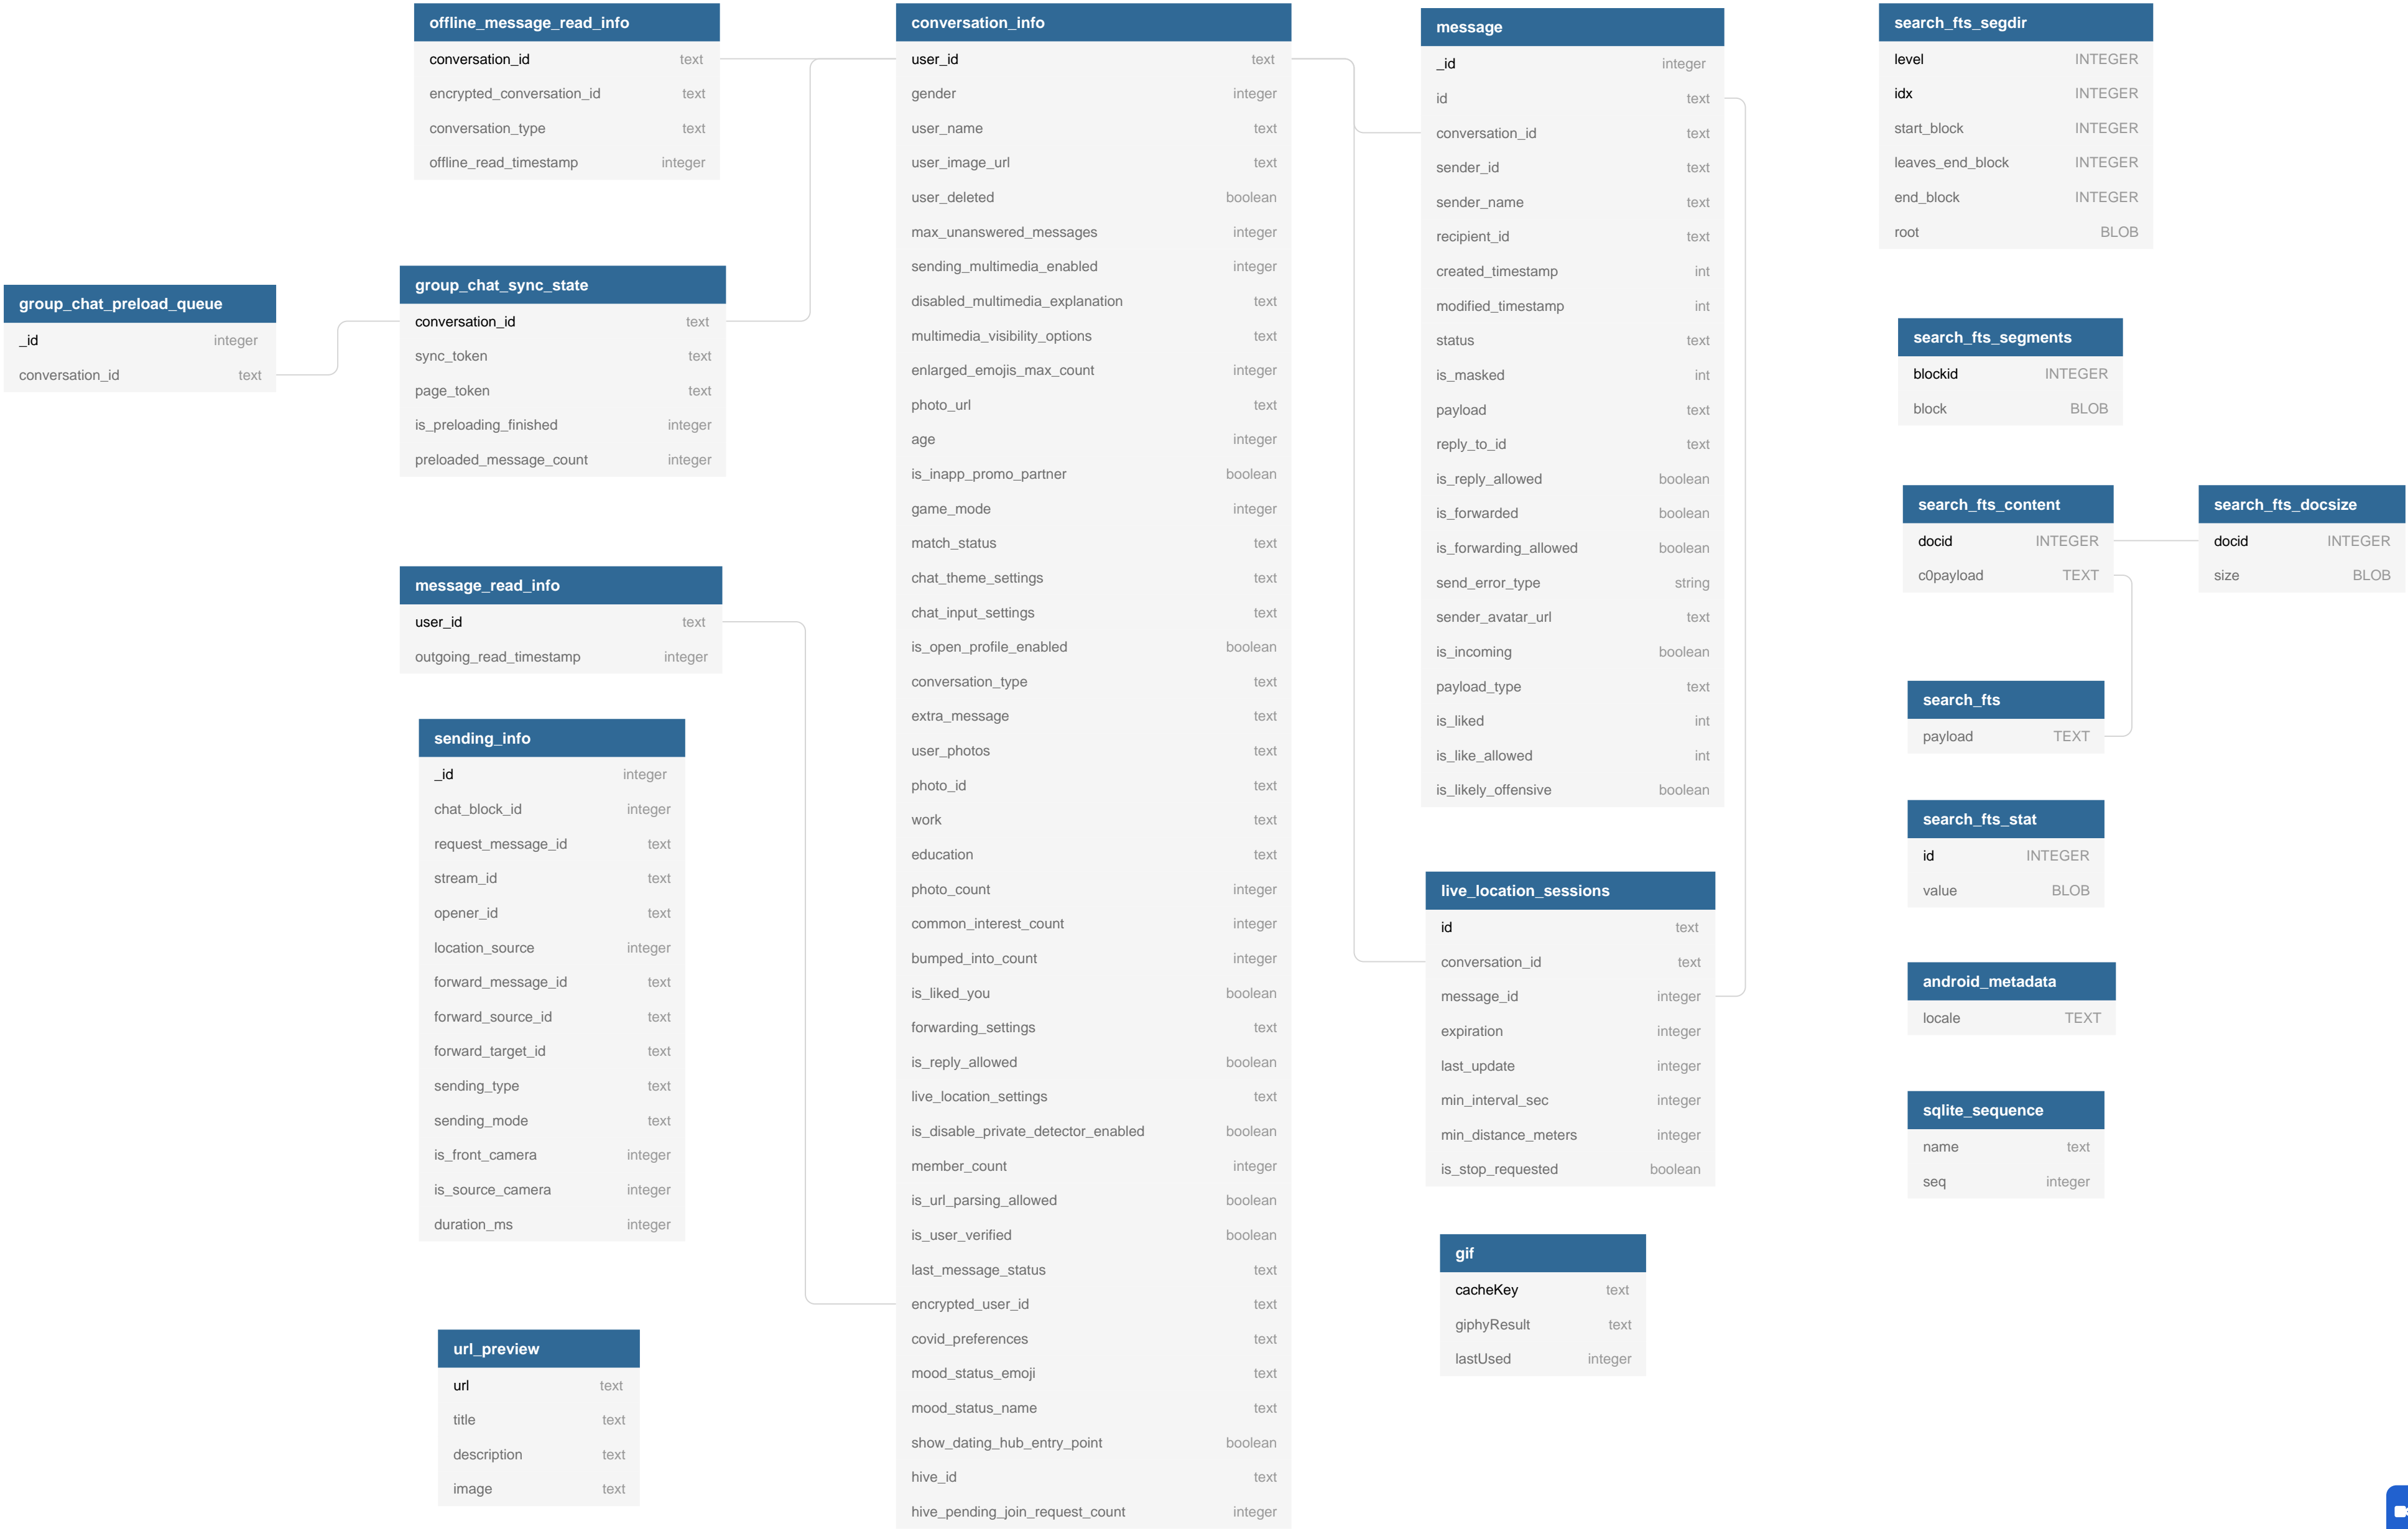 offline_message_read_info
conversation_id text
encrypted_conversation_id text
conversation_type text
offline_read_timestamp integer
group_chat_preload_queue
_id integer
conversation_id text
group_chat_sync_state
conversation_id text
sync_token text
page_token text
is_preloading_finished integer
preloaded_message_count integer
message_read_info
user_id text
outgoing_read_timestamp integer
sending_info
_id integer
chat_block_id integer
request_message_id text
stream_id text
opener_id text
location_source integer
forward_message_id text
forward_source_id text
forward_target_id text
sending_type text
sending_mode text
is_front_camera integer
is_source_camera integer
duration_ms integer
url_preview
url text
title text
description text
image text
conversation_info
user_id text
gender integer
user_name text
user_image_url text
user_deleted boolean
max_unanswered_messages integer
sending_multimedia_enabled integer
disabled_multimedia_explanation text
multimedia_visibility_options text
enlarged_emojis_max_count integer
photo_url text
age integer
is_inapp_promo_partner boolean
game_mode integer
match_status text
chat_theme_settings text
chat_input_settings text
is_open_profile_enabled boolean
conversation_type text
extra_message text
user_photos text
photo_id text
work text
education text
photo_count integer
common_interest_count integer
bumped_into_count integer
is_liked_you boolean
forwarding_settings text
is_reply_allowed boolean
live_location_settings text
is_disable_private_detector_enabled boolean
member_count integer
is_url_parsing_allowed boolean
is_user_verified boolean
last_message_status text
encrypted_user_id text
covid_preferences text
mood_status_emoji text
mood_status_name text
show_dating_hub_entry_point boolean
hive_id text
hive_pending_join_request_count integer
message
_id integer
id text
conversation_id text
sender_id text
sender_name text
recipient_id text
created_timestamp int
modified_timestamp int
status text
is_masked int
payload text
reply_to_id text
is_reply_allowed boolean
is_forwarded boolean
is_forwarding_allowed boolean
send_error_type string
sender_avatar_url text
is_incoming boolean
payload_type text
is_liked int
is_like_allowed int
is_likely_offensive boolean
live_location_sessions
id text
conversation_id text
message_id integer
expiration integer
last_update integer
min_interval_sec integer
min_distance_meters integer
is_stop_requested boolean
gif
cacheKey text
giphyResult text
lastUsed integer
search_fts_segdir
level INTEGER
idx INTEGER
start_block INTEGER
leaves_end_block INTEGER
end_block INTEGER
root BLOB
search_fts_segments
blockid INTEGER
block BLOB
search_fts_content
docid INTEGER
c0payload TEXT
search_fts_docsize
docid INTEGER
size BLOB
search_fts
payload TEXT
search_fts_stat
id INTEGER
value BLOB
android_metadata
locale TEXT
sqlite_sequence
name text
seq integer